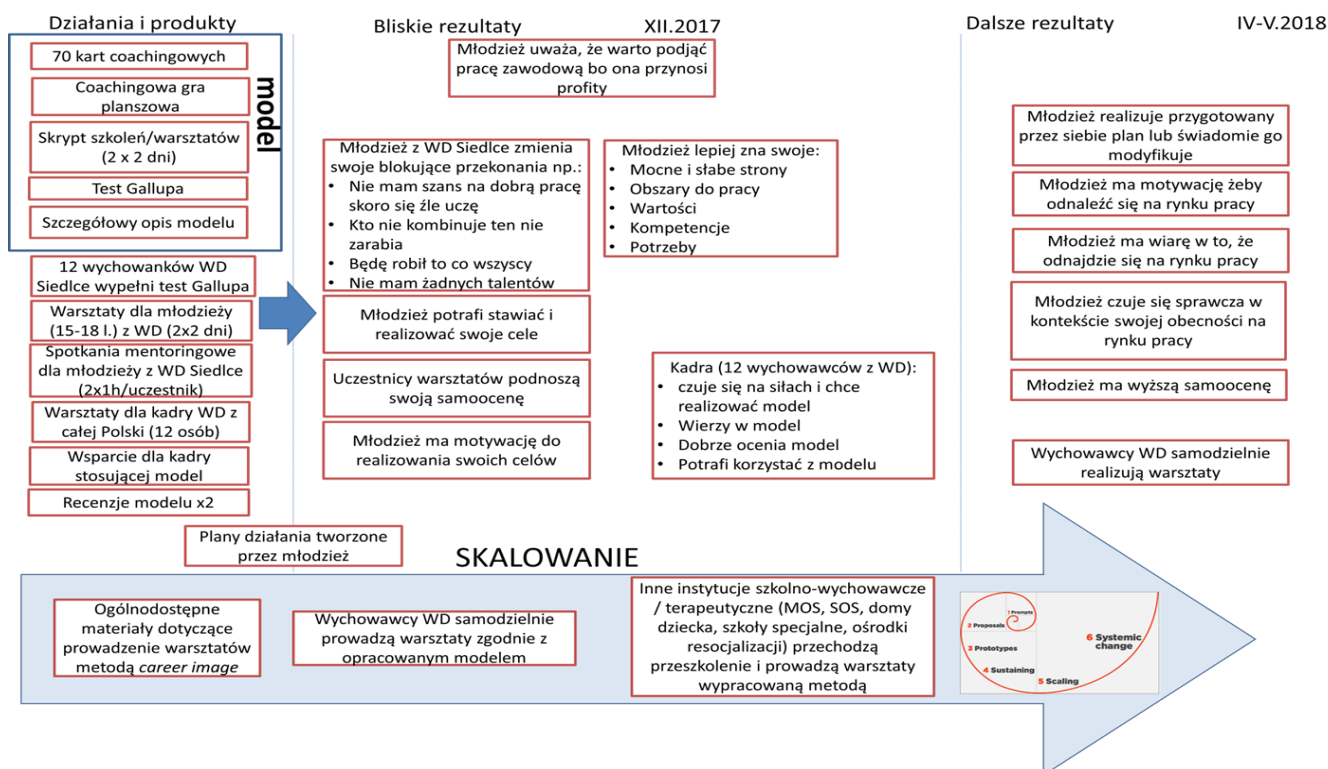 Działania i produkty
Bliskie rezultaty
XII.2017
Dalsze rezultaty
IV-V.2018
70 kart coachingowych
Coachingowa gra
planszowa
Skrypt szkoleń/warsztatów
(2 x 2 dni)
Test Gallupa
Szczegółowy opis modelu
model
12 wychowanków WD
Siedlce wypełni test Gallupa
Warsztaty dla młodzieży
(15-18 l.) z WD (2x2 dni)
Spotkania mentoringowe
dla młodzieży z WD Siedlce
(2x1h/uczestnik)
Warsztaty dla kadry WD z
całej Polski (12 osób)
Wsparcie dla kadry
stosującej model
Recenzje modelu x2
Plany działania tworzone
przez młodzież
Młodzież uważa, że warto podjąć
pracę zawodową bo ona przynosi
profity
Młodzież z WD Siedlce zmienia
swoje blokujące przekonania np.:
• Nie mam szans na dobrą pracę
skoro się źle uczę
• Kto nie kombinuje ten nie
zarabia
• Będę robił to co wszyscy
• Nie mam żadnych talentów
Młodzież potrafi stawiać i
realizować swoje cele
Uczestnicy warsztatów podnoszą
swoją samoocenę
Młodzież ma motywację do
realizowania swoich celów
Młodzież lepiej zna swoje:
• Mocne i słabe strony
• Obszary do pracy
• Wartości
• Kompetencje
• Potrzeby
Kadra (12 wychowawców z WD):
• czuje się na siłach i chce
realizować model
• Wierzy w model
• Dobrze ocenia model
• Potrafi korzystać z modelu
Młodzież realizuje przygotowany
przez siebie plan lub świadomie go
modyfikuje
Młodzież ma motywację żeby
odnaleźć się na rynku pracy
Młodzież ma wiarę w to, że
odnajdzie się na rynku pracy
Młodzież czuje się sprawcza w
kontekście swojej obecności na
rynku pracy
Młodzież ma wyższą samoocenę
Wychowawcy WD samodzielnie
realizują warsztaty
SKALOWANIE
Ogólnodostępne
materiały dotyczące
prowadzenie warsztatów
metodą career image
Wychowawcy WD samodzielnie
prowadzą warsztaty zgodnie z
opracowanym modelem
Inne instytucje szkolno-wychowawcze
/ terapeutyczne (MOS, SOS, domy
dziecka, szkoły specjalne, ośrodki
resocjalizacji) przechodzą
przeszkolenie i prowadzą warsztaty
wypracowaną metodą
1 Prompts
2 Proposals
3 Prototypes
4 Sustaining
5 Scaling
6 Systemic
change